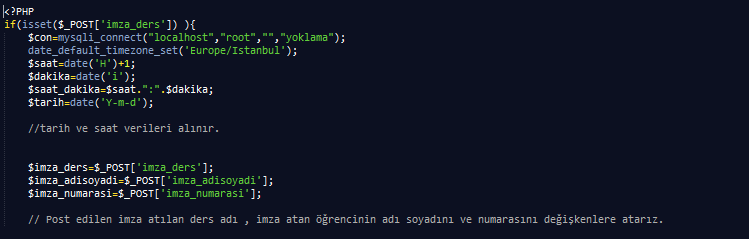 <?PHP
if(isset($_POST['imza_ders']) ){
$con=mysqli_connect("localhost","root","","yoklama");
date_default_timezone_set('Europe/Istanbul');
$saat=date('H')+1;
$dakika=date('i');
$saat_dakika=$saat.":".$dakika;
$tarih=date('Y-m-d');
//tarih ve saat verileri alınır.
$imza_ders=$_POST['imza_ders'];
$imza_adisoyadi=$_POST['imza_adisoyadi'];
$imza_numarasi=$_POST['imza_numarasi'];
// Post edilen imza atılan ders adı , imza atan öğrencinin adı soyadını ve numarasını değişkenlere atarız.